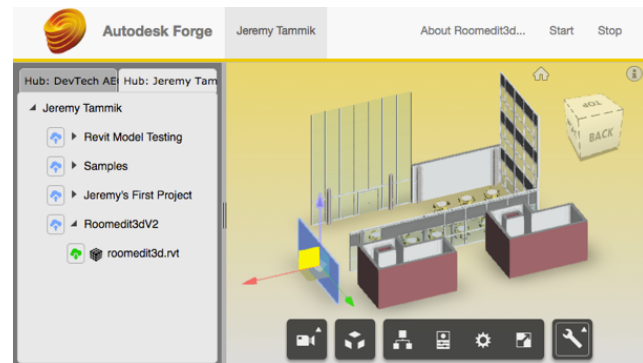 Autodesk Forge
Jeremy Tammik
About Roomedit3d...
Start
Stop
Hub: DevTech AE
Hub: Jeremy Tam
Jeremy Tammik
Revit Model Testing
Samples
Jeremy's First Project
Roomedit3dV2
roomedit3d.rvt
TOP
BACK